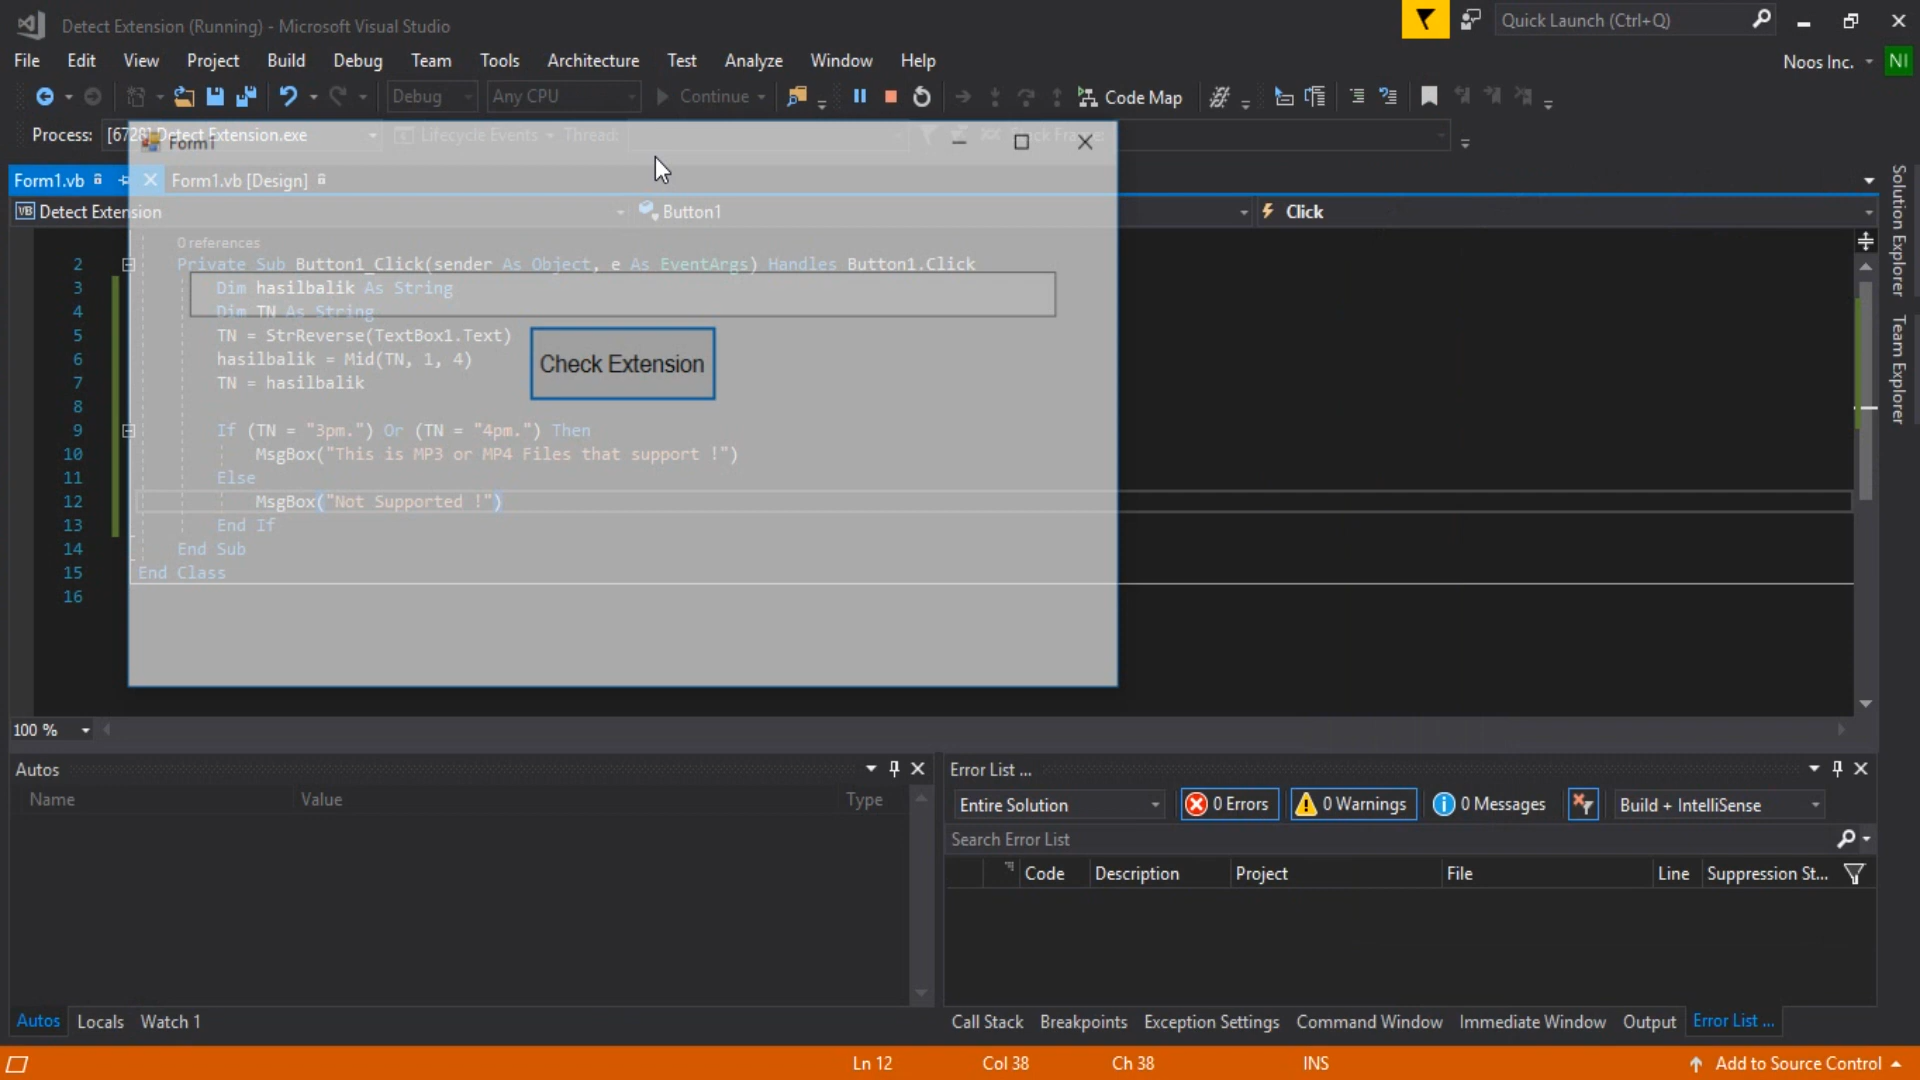 Detect Extension (Running) - Microsoft Visual Studio
Quick Launch (Ctrl+Q)
File Edit View Project Build Debug Team Tools Architecture Test Analyze Window Help
Noos Inc. NI
Debug Any CPU Continue Code Map
Process: [6728] Detect Extension.exe Lifecycle Events Thread: Stack Frame:
Form1
Form1.vb Form1.vb [Design]
VB Detect Extension Button1 Click
0 references
2 Private Sub Button1_Click(sender As Object, e As EventArgs) Handles Button1.Click
3 Dim hasilbalik As String
4 Dim TN As String
5 TN = StrReverse(TextBox1.Text)
6 hasilbalik = Mid(TN, 1, 4)
Check Extension
7 TN = hasilbalik
8
9 If (TN = "3pm.") Or (TN = "4pm.") Then
10 MsgBox("This is MP3 or MP4 Files that support !")
11 Else
12 MsgBox("Not Supported !")
13 End If
14 End Sub
15 End Class
16
Solution Explorer
Team Explorer
100 %
Autos
Name Value Type
Error List ...
Entire Solution 0 Errors 0 Warnings 0 Messages Build + IntelliSense
Search Error List
Code Description Project File Line Suppression St...
Autos Locals Watch 1
Call Stack Breakpoints Exception Settings Command Window Immediate Window Output Error List ...
Ln 12 Col 38 Ch 38 INS Add to Source Control